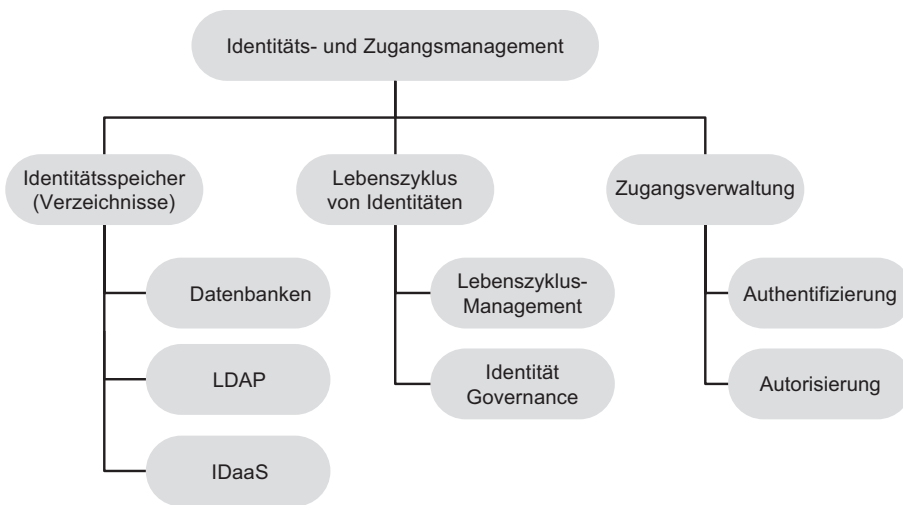 Identitäts- und Zugangsmanagement
Identitätsspeicher
(Verzeichnisse)
Lebenszyklus
von Identitäten
Zugangsverwaltung
Datenbanken
LDAP
IDaaS
Lebenszyklus-
Management
Identität
Governance
Authentifizierung
Autorisierung